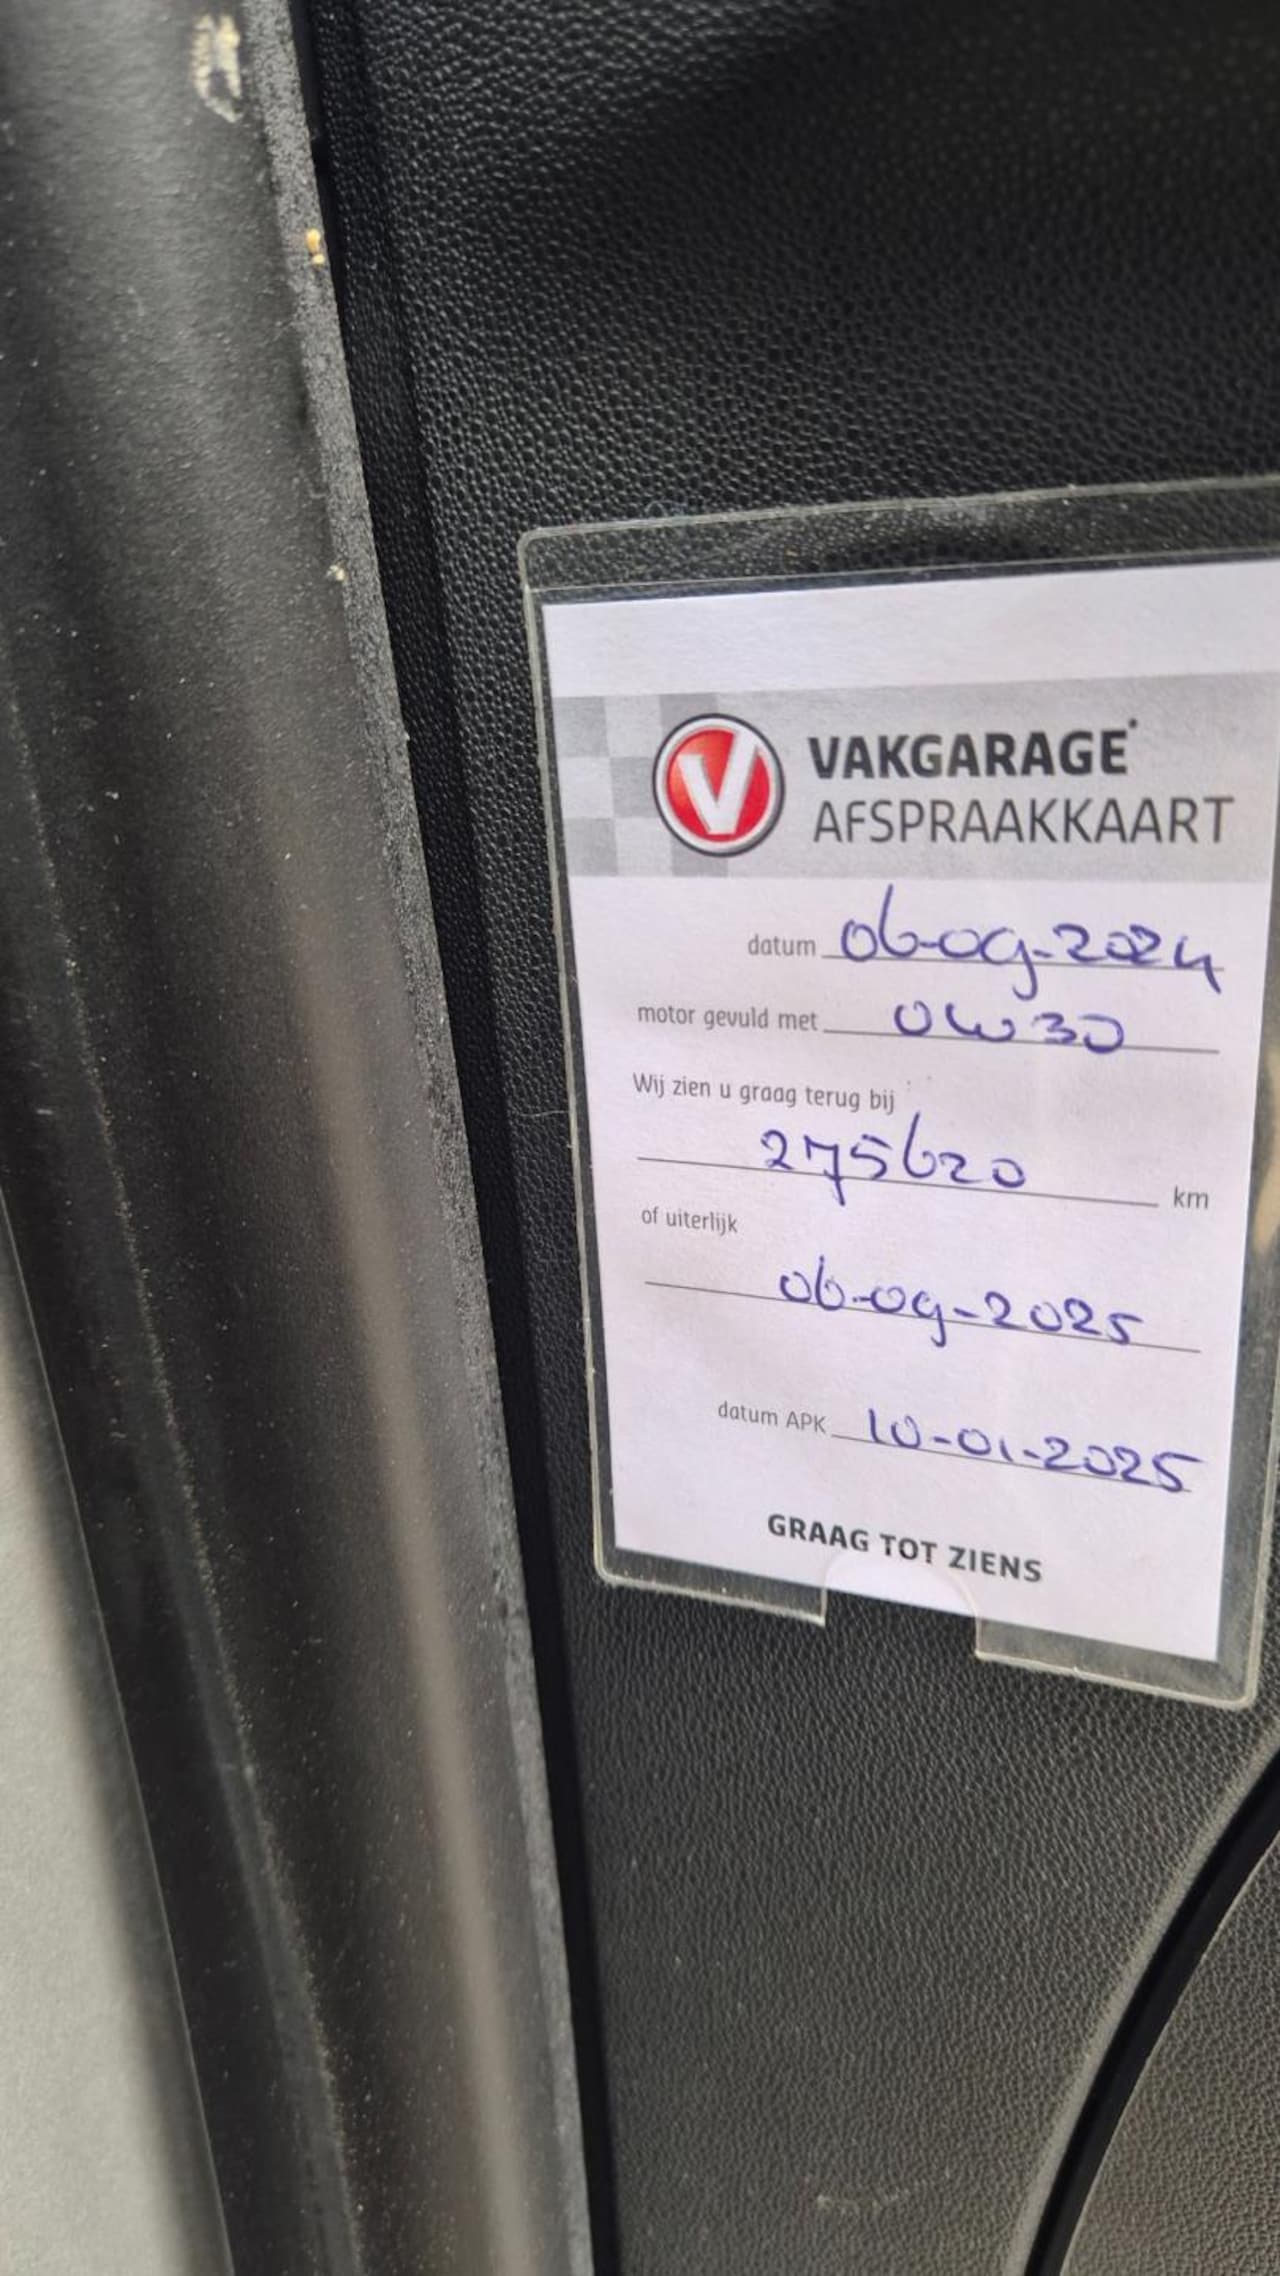 V VAKGARAGE
AFSPRAAKKAART
datum 06-09-2024
motor gevuld met 0W30
Wij zien u graag terug bij
275620 km
of uiterlijk
06-09-2025
datum APK 10-01-2025
GRAAG TOT ZIENS